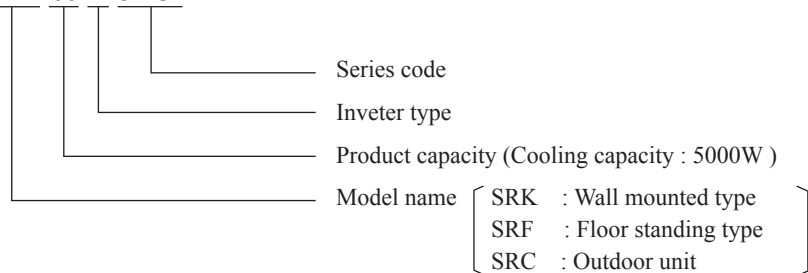 Series code
Inveter type
Product capacity (Cooling capacity : 5000W )
Model name SRK : Wall mounted type
SRF : Floor standing type
SRC : Outdoor unit